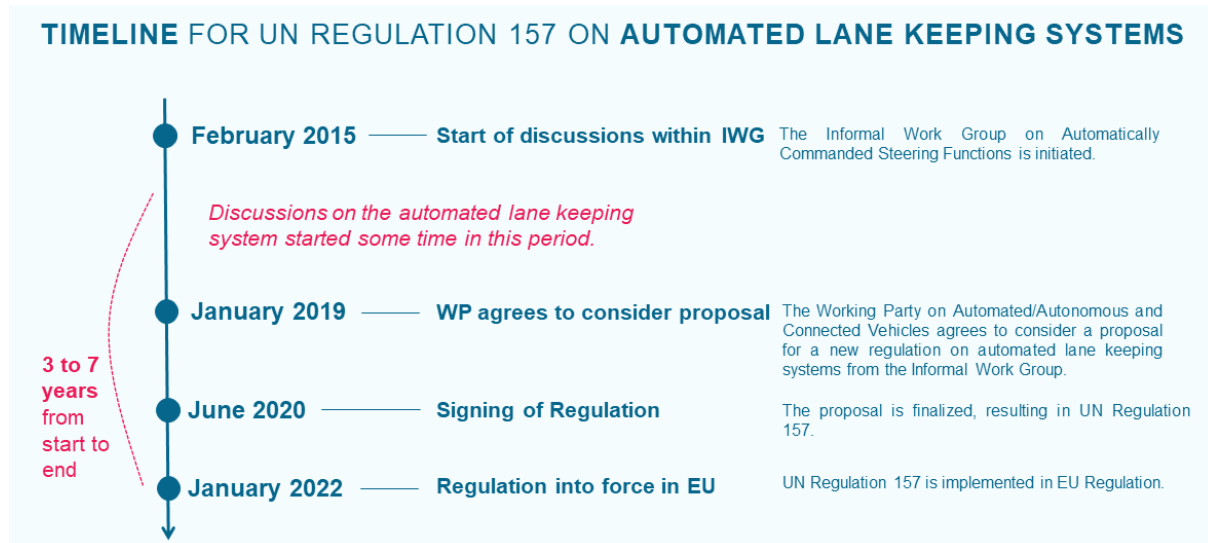 TIMELINE FOR UN REGULATION 157 ON AUTOMATED LANE KEEPING SYSTEMS
February 2015
Start of discussions within IWG
The Informal Work Group on Automatically
Commanded Steering Functions is initiated.
Discussions on the automated lane keeping
system started some time in this period.
January 2019
WP agrees to consider proposal
The Working Party on Automated/Autonomous and
Connected Vehicles agrees to consider a proposal
for a new regulation on automated lane keeping
systems from the Informal Work Group.
3 to 7
years
from
start to
end
June 2020
Signing of Regulation
The proposal is finalized, resulting in UN Regulation
157.
January 2022
Regulation into force in EU
UN Regulation 157 is implemented in EU Regulation.